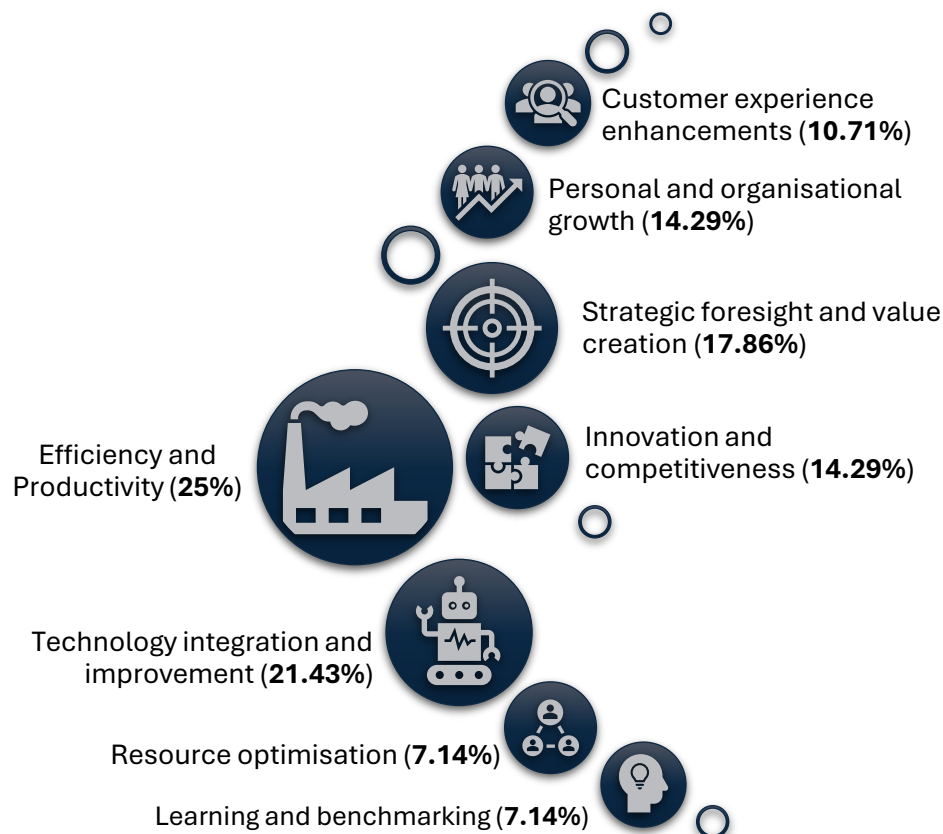 Customer experience
enhancements (10.71%)
Personal and organisational
growth (14.29%)
Strategic foresight and value
creation (17.86%)
Efficiency and
Productivity (25%)
Innovation and
competitiveness (14.29%)
Technology integration and
improvement (21.43%)
Resource optimisation (7.14%)
Learning and benchmarking (7.14%)